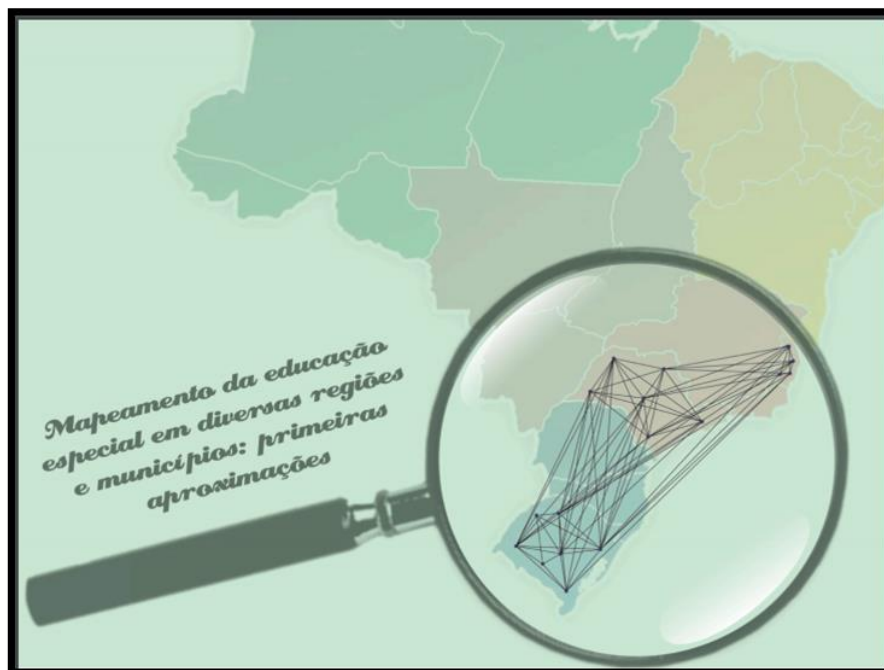 Mapeamento da educação
especial em diversas regiões
e municípios: primeiras
aproximações